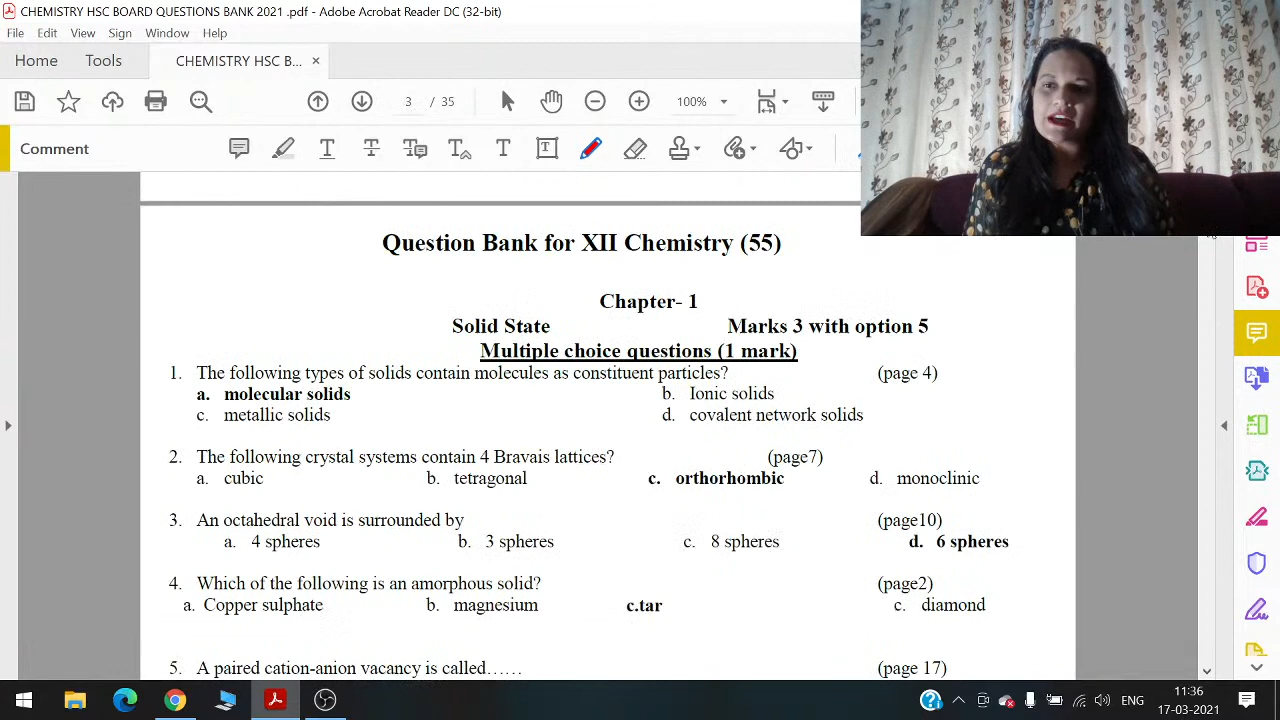 CHEMISTRY HSC BOARD QUESTIONS BANK 2021 .pdf - Adobe Acrobat Reader DC (32-bit)
File Edit View Sign Window Help
Home Tools CHEMISTRY HSC B... ×
3 / 35 100%
Comment
Question Bank for XII Chemistry (55)
Chapter- 1
Solid State Marks 3 with option 5
Multiple choice questions (1 mark)
1. The following types of solids contain molecules as constituent particles? (page 4)
a. molecular solids b. Ionic solids
c. metallic solids d. covalent network solids
2. The following crystal systems contain 4 Bravais lattices? (page7)
a. cubic b. tetragonal c. orthorhombic d. monoclinic
3. An octahedral void is surrounded by (page10)
a. 4 spheres b. 3 spheres c. 8 spheres d. 6 spheres
4. Which of the following is an amorphous solid? (page2)
a. Copper sulphate b. magnesium c.tar c. diamond
5. A paired cation-anion vacancy is called…… (page 17)
ENG
11:36
17-03-2021